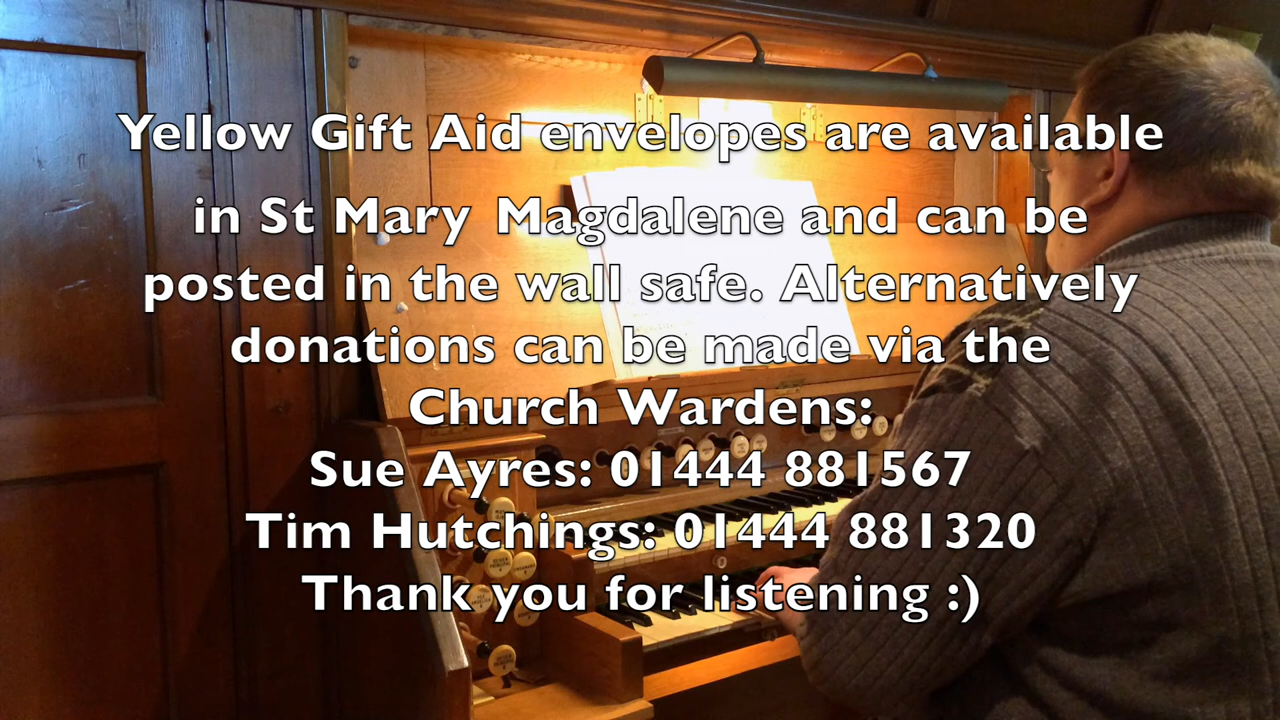 Yellow Gift Aid envelopes are available
in St Mary Magdalene and can be
posted in the wall safe. Alternatively
donations can be made via the
Church Wardens:
Sue Ayres: 01444 881567
Tim Hutchings: 01444 881320
Thank you for listening :)